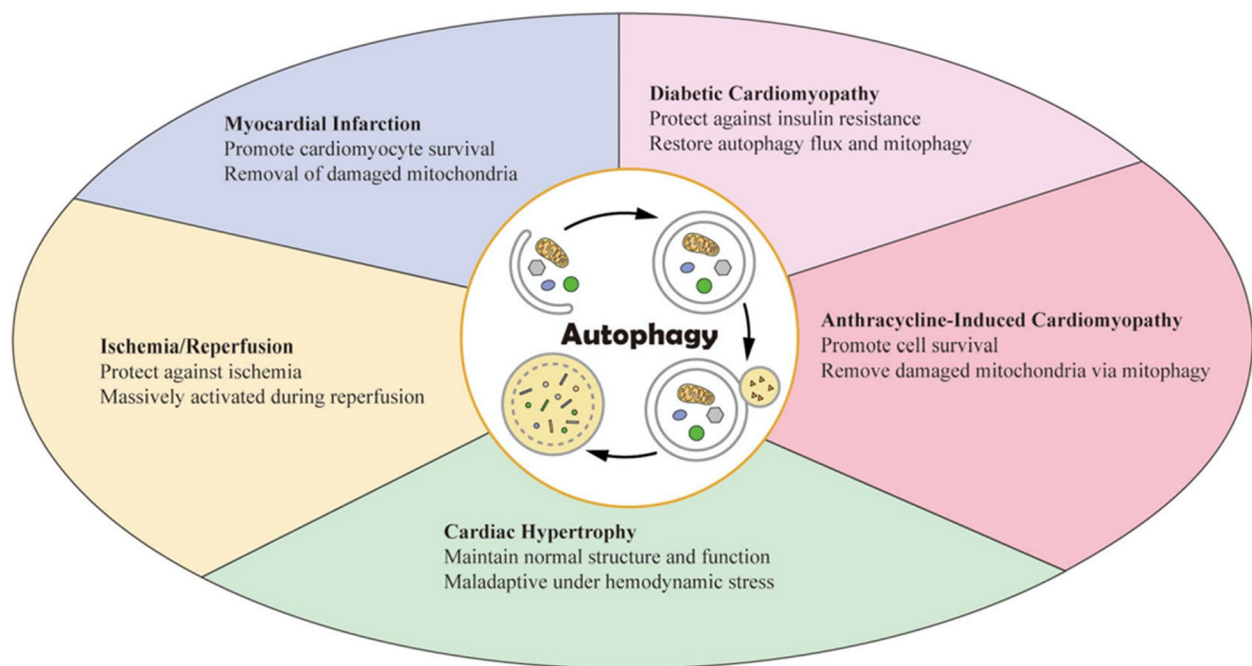 Diabetic Cardiomyopathy
Protect against insulin resistance
Restore autophagy flux and mitophagy
Myocardial Infarction
Promote cardiomyocyte survival
Removal of damaged mitochondria
Anthracycline-Induced Cardiomyopathy
Promote cell survival
Remove damaged mitochondria via mitophagy
Autophagy
Ischemia/Reperfusion
Protect against ischemia
Massively activated during reperfusion
Cardiac Hypertrophy
Maintain normal structure and function
Maladaptive under hemodynamic stress